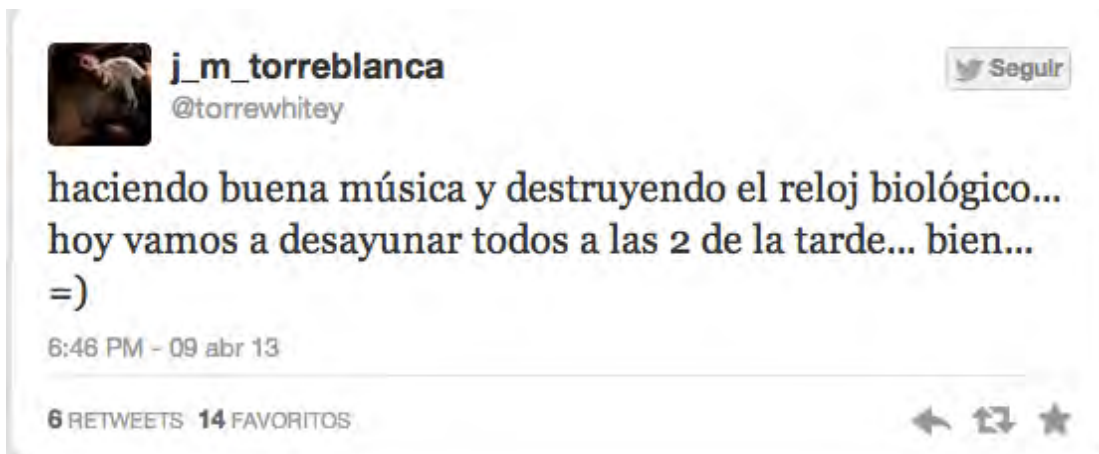 j_m_torreblanca
Seguir
@torrewhitey
haciendo buena música y destruyendo el reloj biológico...
hoy vamos a desayunar todos a las 2 de la tarde... bien...
=)
6:46 PM - 09 abr 13
6 RETWEETS 14 FAVORITOS